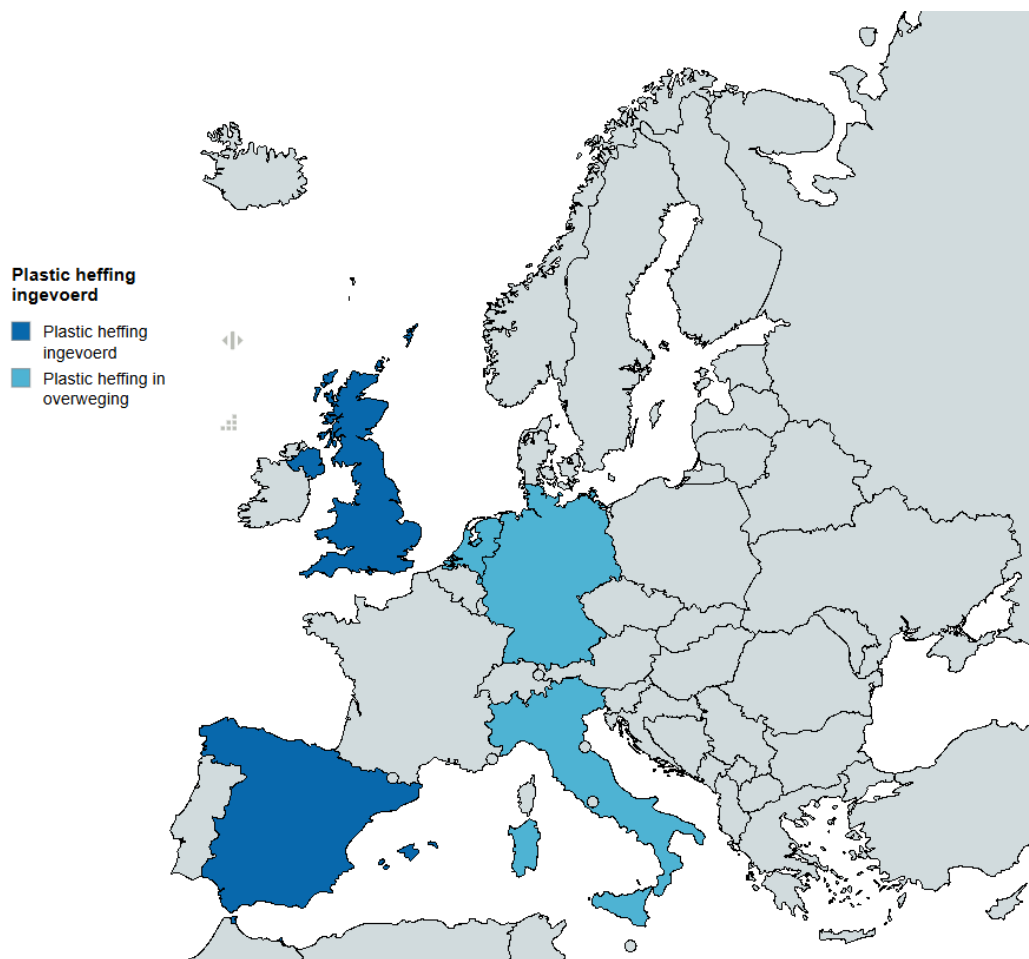 Plastic heffing
ingevoerd
Plastic heffing
ingevoerd
Plastic heffing in
overweging